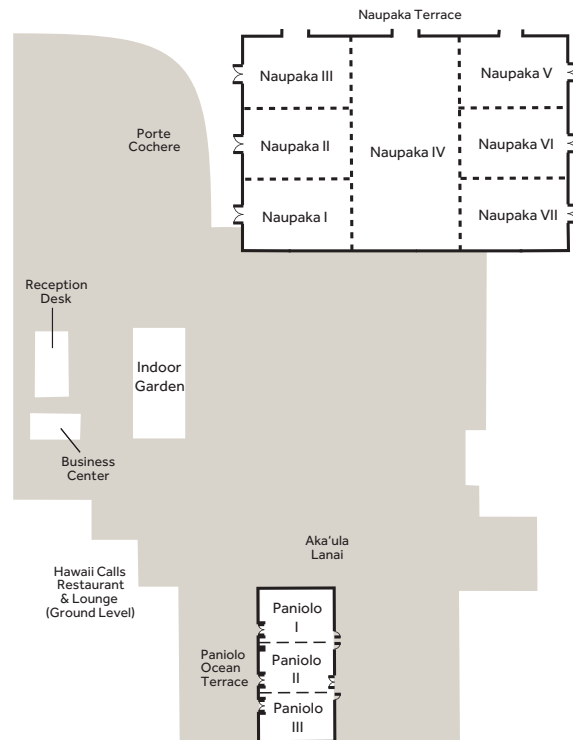 Naupaka Terrace
Naupaka III
Naupaka V
Porte
Cochere
Naupaka II
Naupaka IV
Naupaka VI
Naupaka I
Naupaka VII
Reception
Desk
Indoor
Garden
Business
Center
Aka‘ula
Lanai
Hawaii Calls
Restaurant
& Lounge
(Ground Level)
Paniolo
I
Paniolo
Ocean
Terrace
Paniolo
II
Paniolo
III